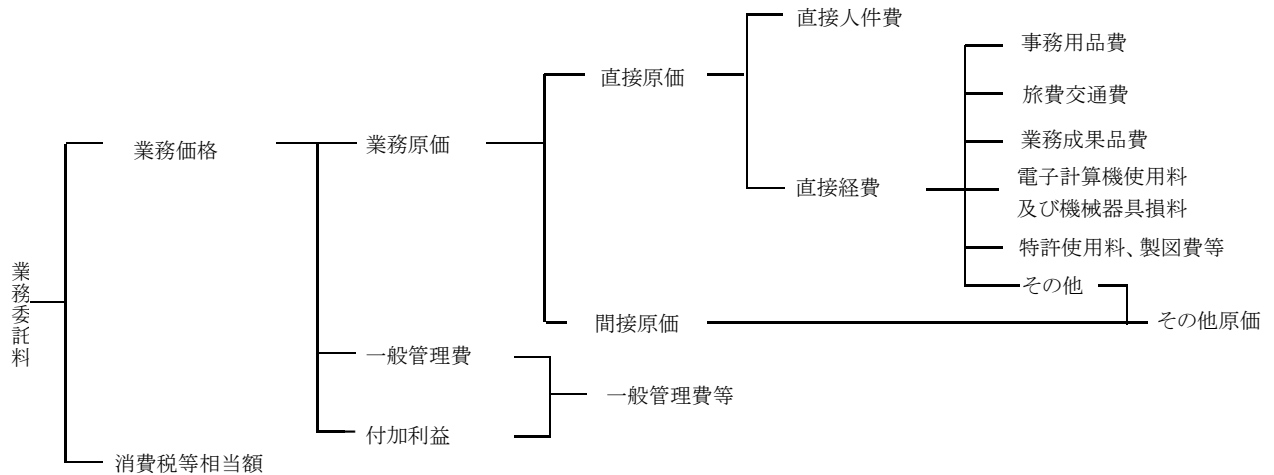 業務委託料
業務価格
消費税等相当額
業務原価
一般管理費
付加利益
一般管理費等
直接原価
間接原価
直接人件費
直接経費
事務用品費
旅費交通費
業務成果品費
電子計算機使用料
及び機械器具損料
特許使用料、製図費等
その他
その他原価